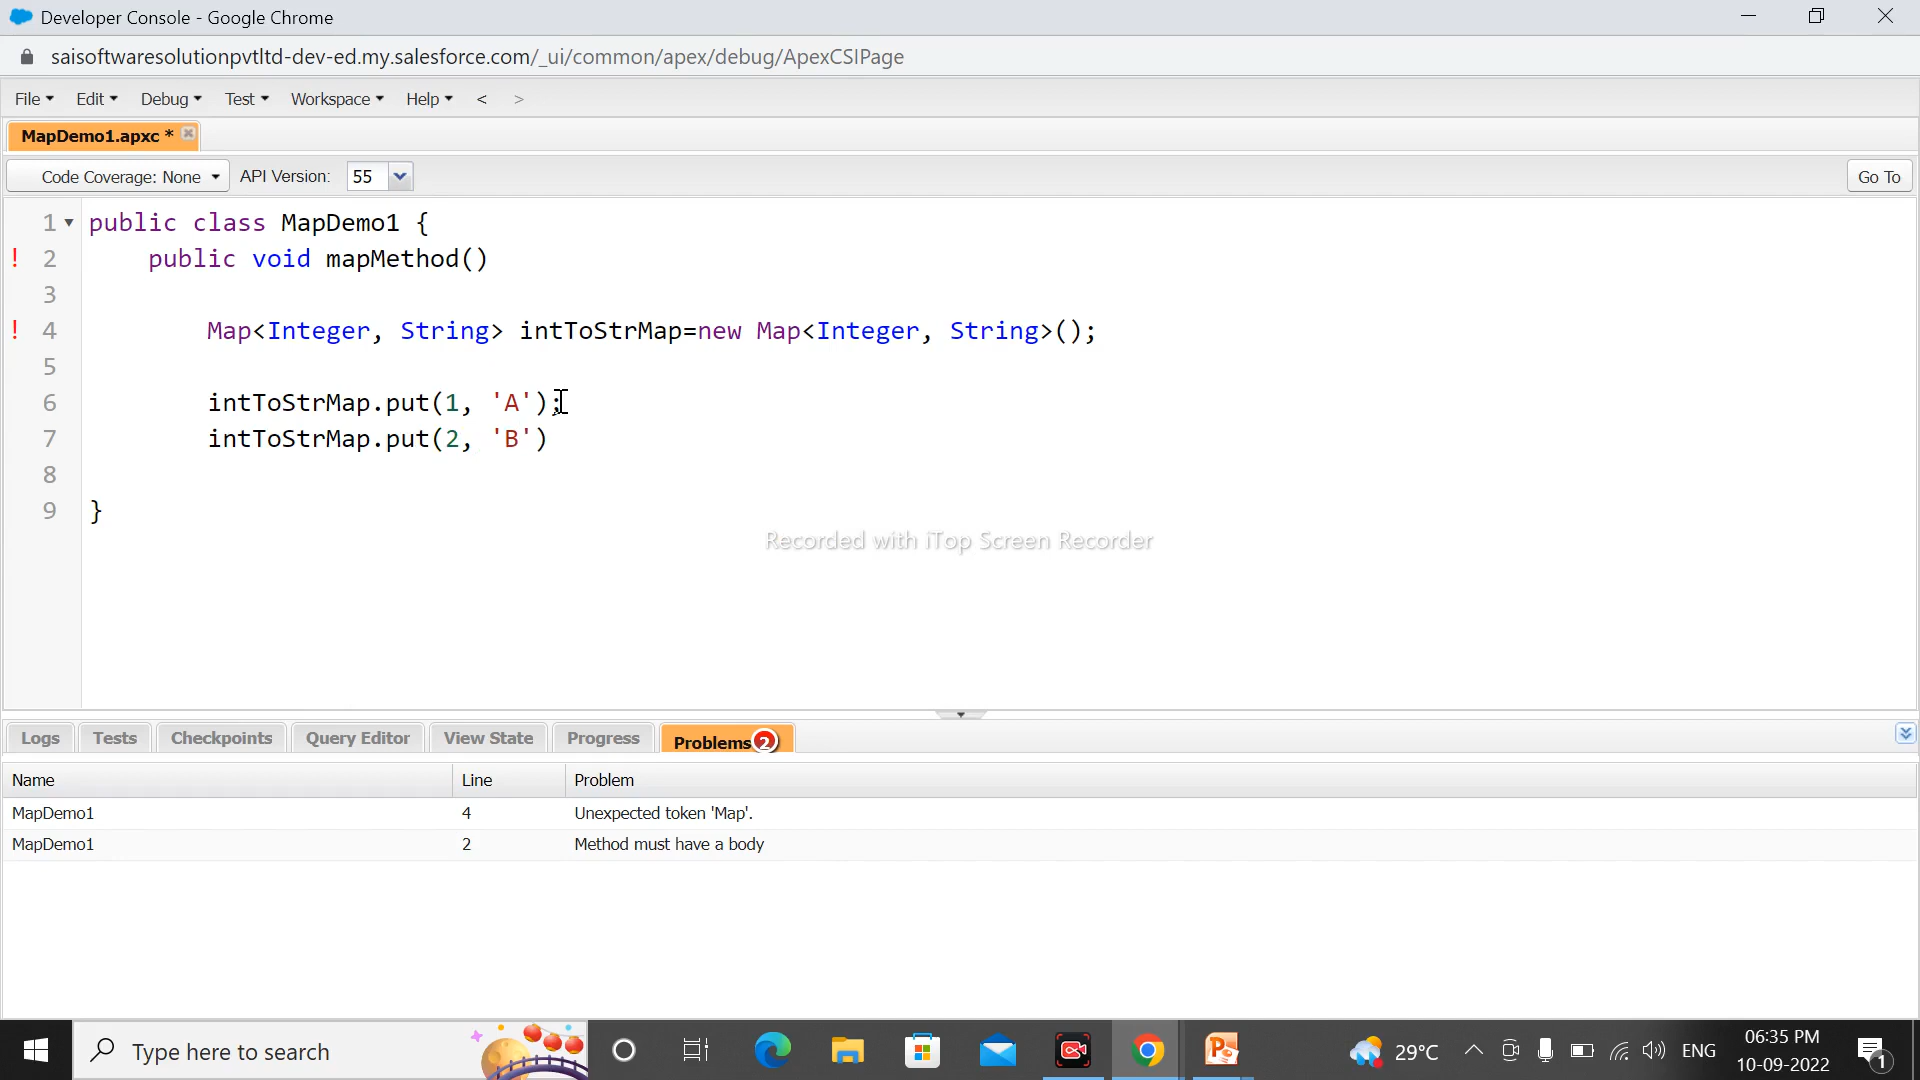 Developer Console - Google Chrome
saisoftwaresolutionpvtltd-dev-ed.my.salesforce.com/_ui/common/apex/debug/ApexCSIPage
File Edit Debug Test Workspace Help < >
MapDemo1.apxc *
Code Coverage: None API Version: 55 Go To
1 public class MapDemo1 {
! 2 public void mapMethod()
3
! 4 Map<Integer, String> intToStrMap=new Map<Integer, String>();
5
6 intToStrMap.put(1, 'A');
7 intToStrMap.put(2, 'B')
8
9 }
Recorded with iTop Screen Recorder
Logs Tests Checkpoints Query Editor View State Progress Problems 2
Name Line Problem
MapDemo1 4 Unexpected token 'Map'.
MapDemo1 2 Method must have a body
Type here to search
29°C ENG
06:35 PM
10-09-2022
1